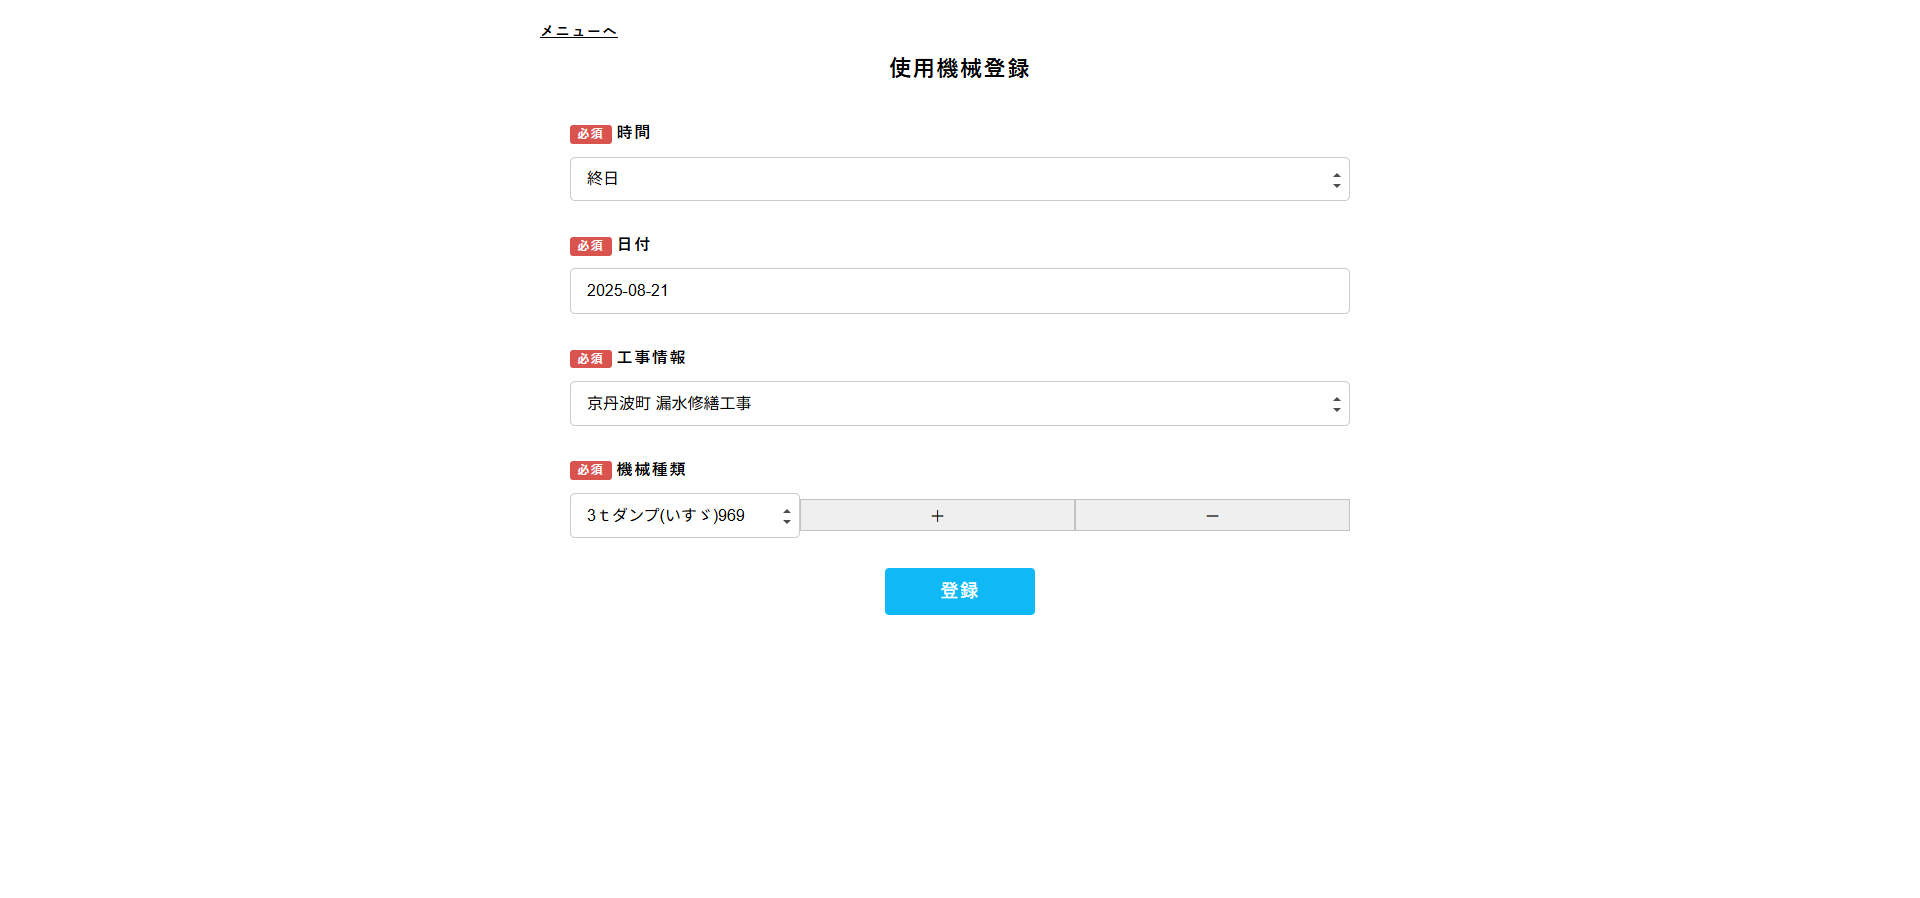 メニューへ
使用機械登録
必須 時間
終日
必須 日付
2025-08-21
必須 工事情報
京丹波町 漏水修繕工事
必須 機械種類
3ｔダンプ(いすゞ)969
＋ －
登録